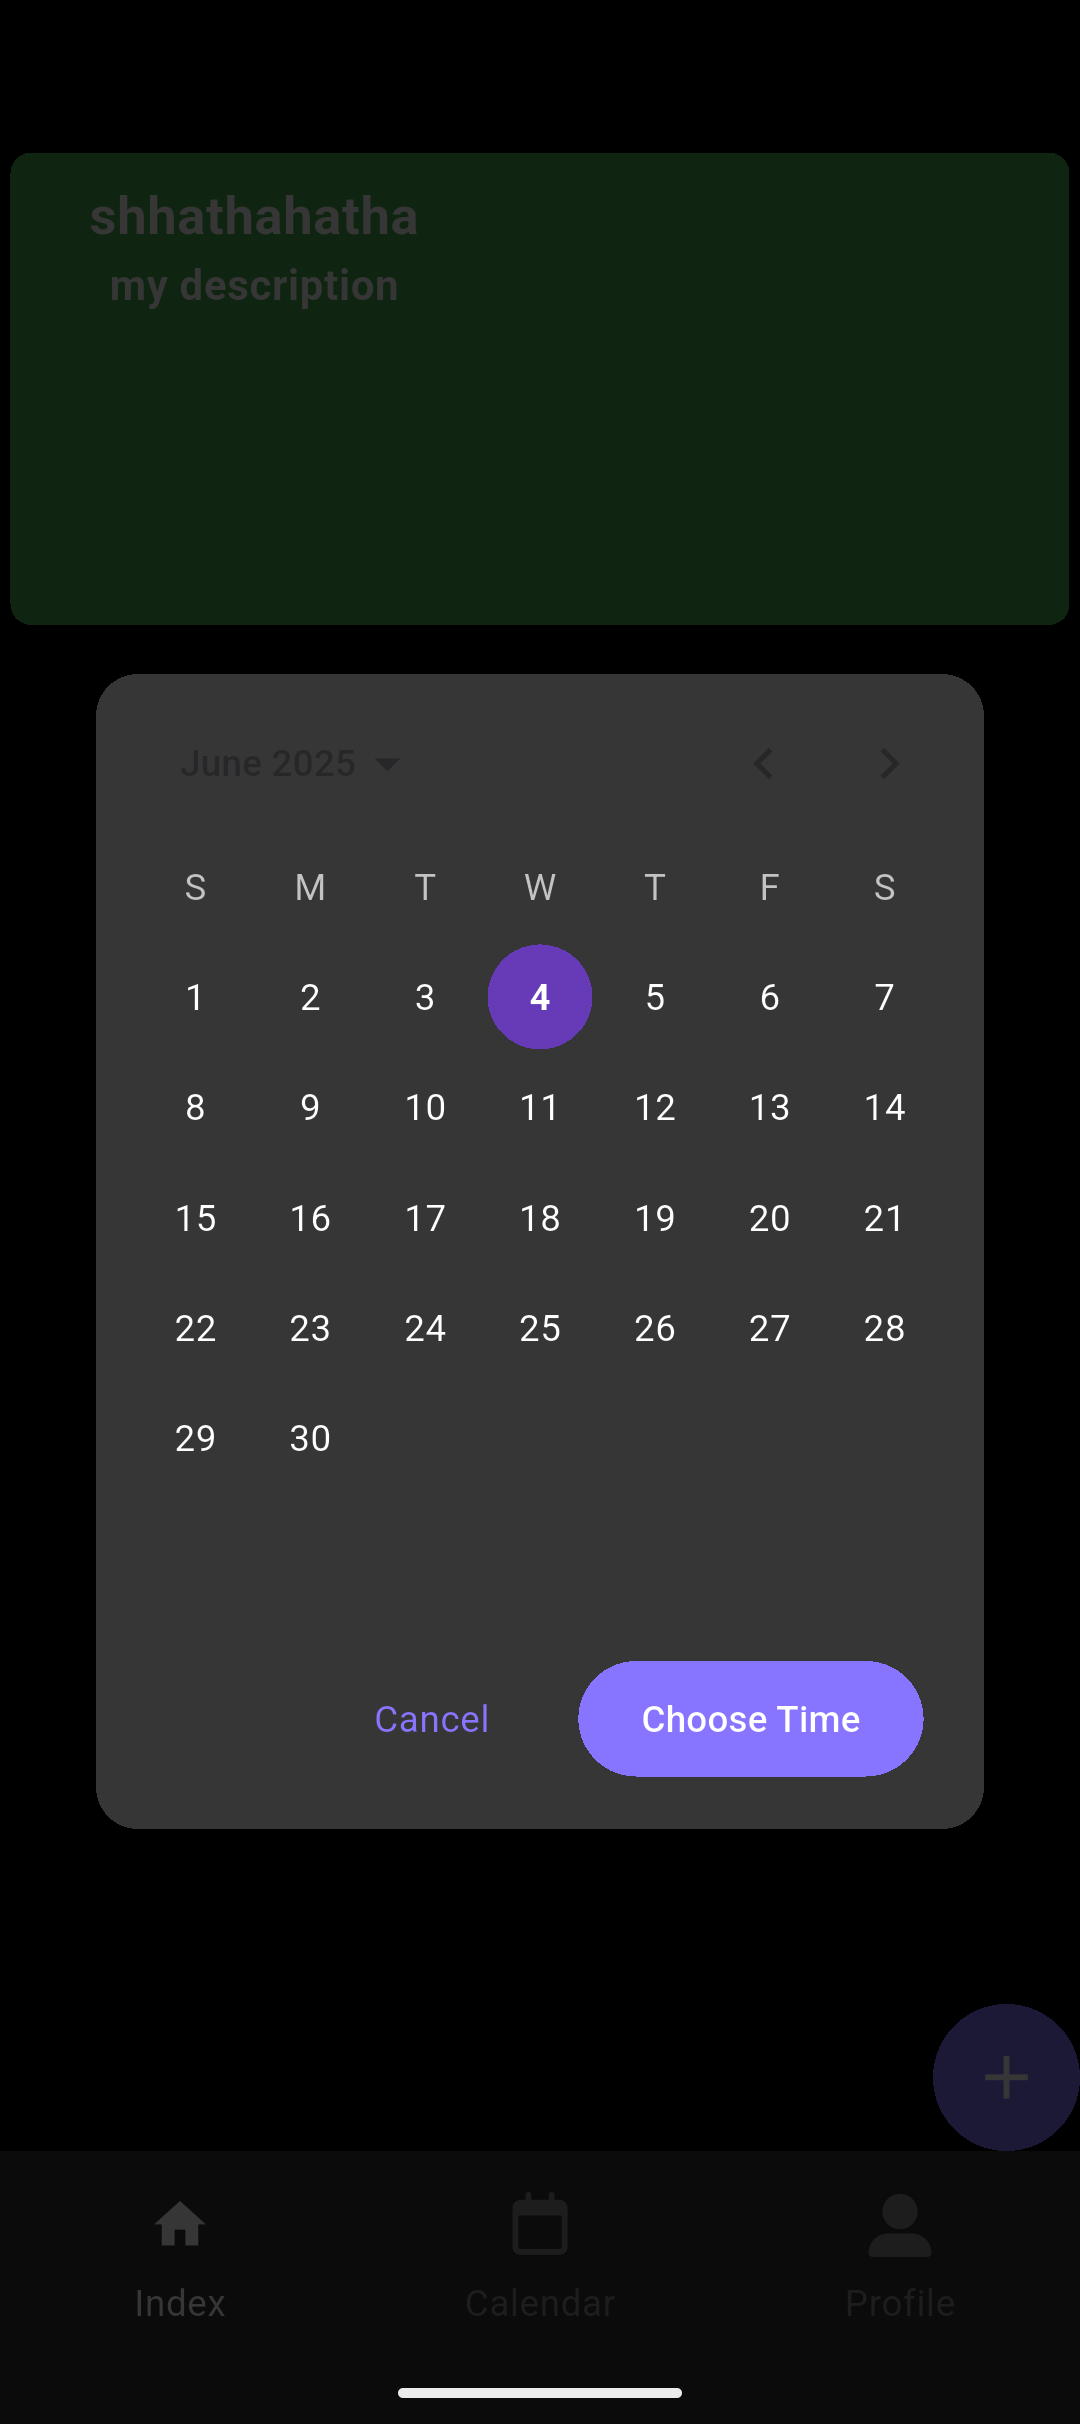 shhathahatha
my description
June 2025
S M T W T F S
1 2 3 4 5 6 7
8 9 10 11 12 13 14
15 16 17 18 19 20 21
22 23 24 25 26 27 28
29 30
Cancel Choose Time
Index Calendar Profile